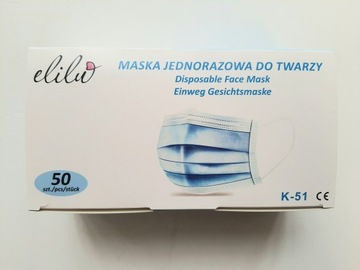 elilu
MASKA JEDNORAZOWA DO TWARZY
Disposable Face Mask
Einweg Gesichtsmaske
50
szt./pcs/stück
K-51 CE